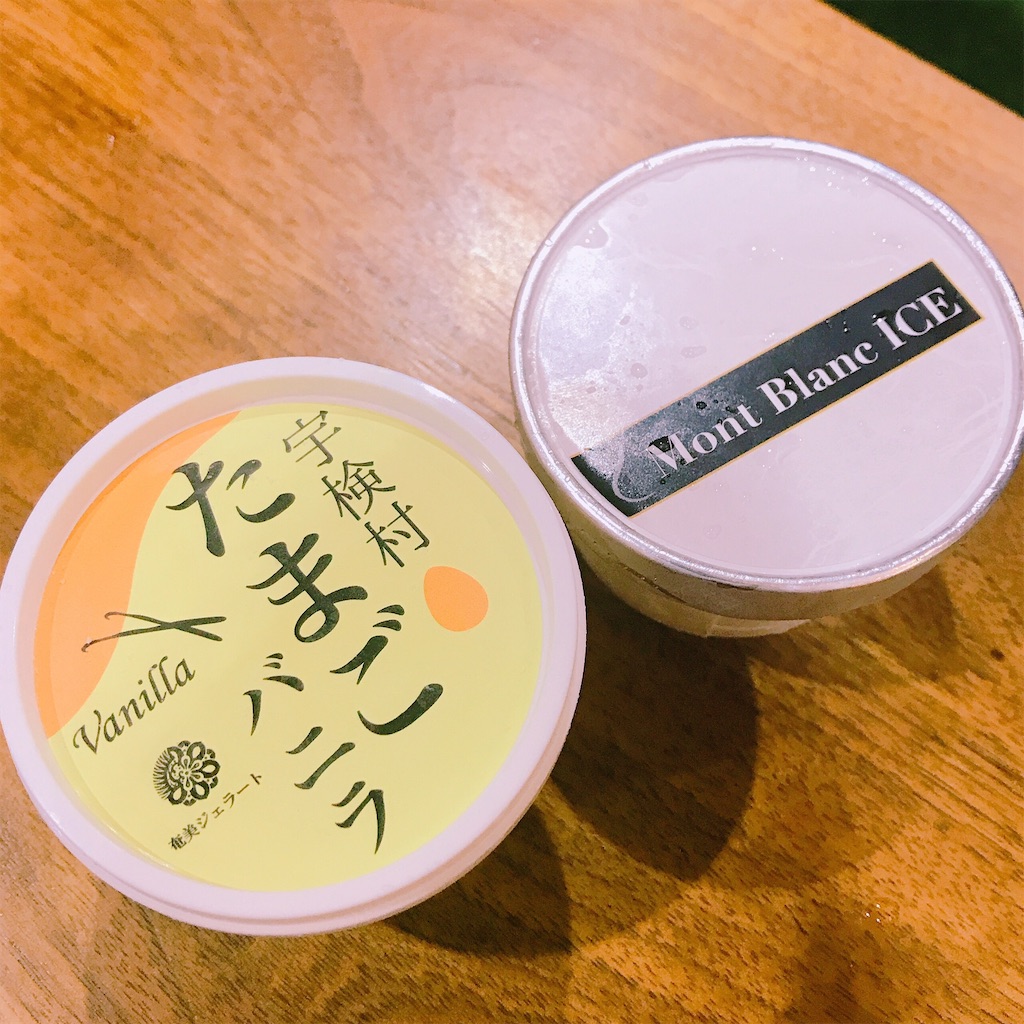 宇検村
たまご
バニラ
Vanilla
奄美ジェラート
Mont Blanc ICE